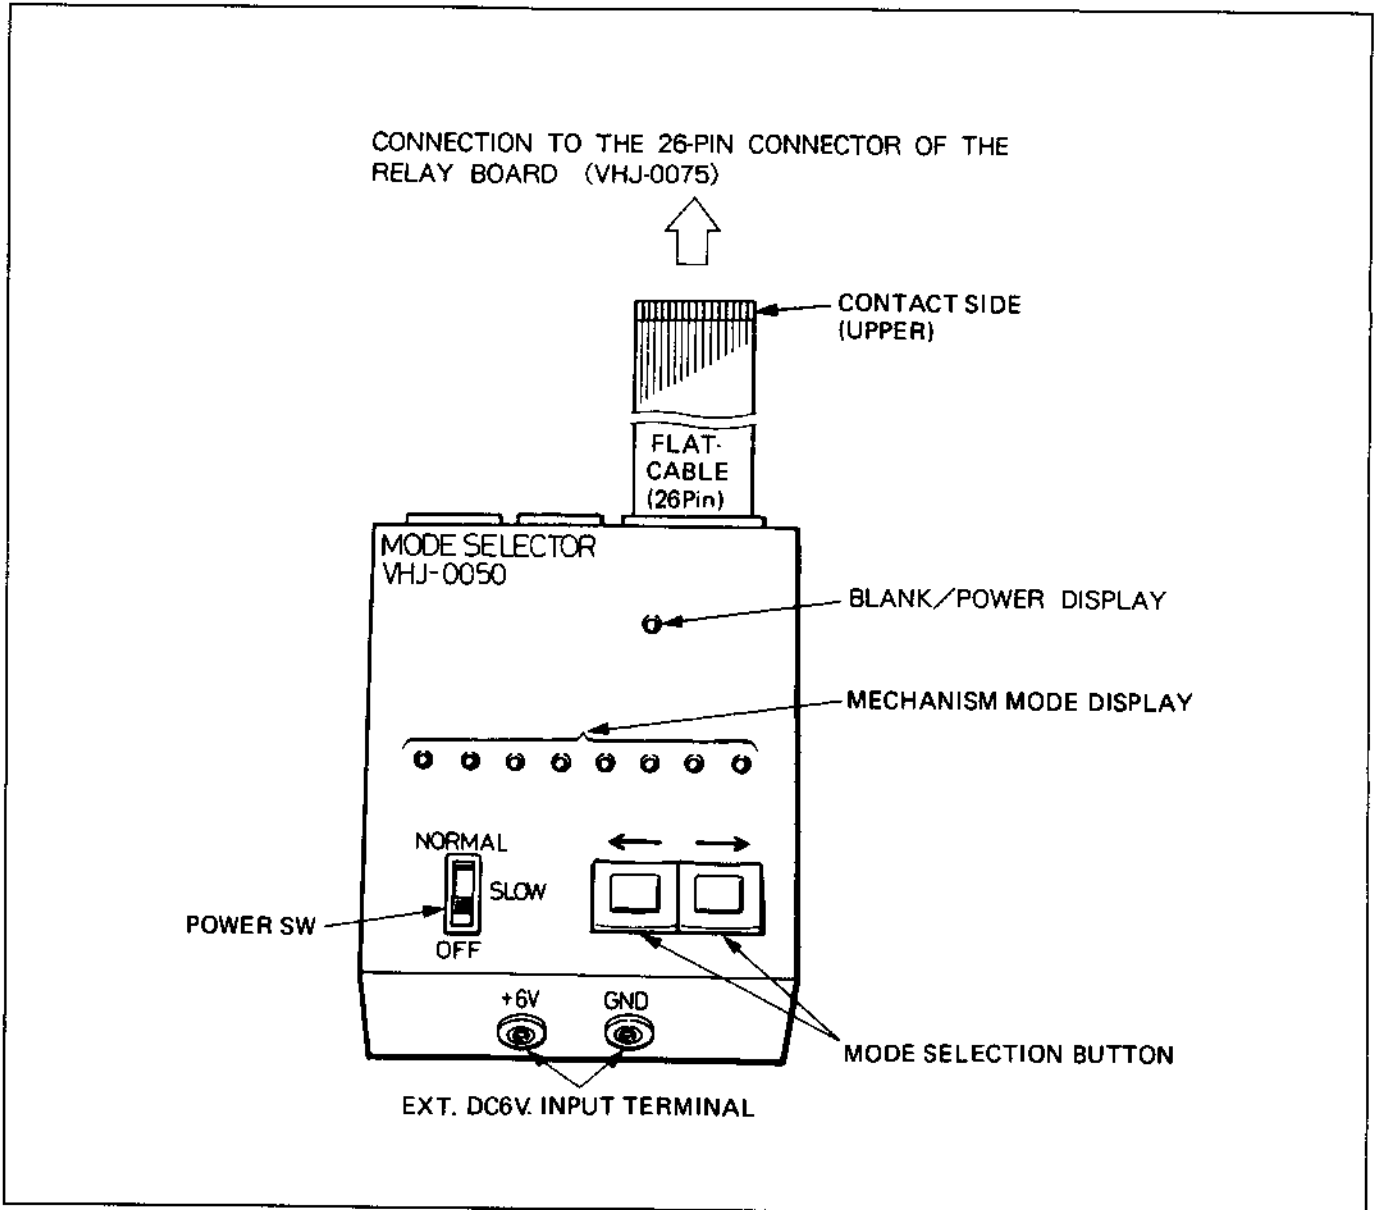 CONNECTION TO THE 26-PIN CONNECTOR OF THE
RELAY BOARD (VHJ-0075)
CONTACT SIDE
(UPPER)
FLAT-
CABLE
(26Pin)
MODE SELECTOR
VHJ-0050
BLANK/POWER DISPLAY
MECHANISM MODE DISPLAY
NORMAL
SLOW
POWER SW
OFF
+6V GND
MODE SELECTION BUTTON
EXT. DC6V. INPUT TERMINAL